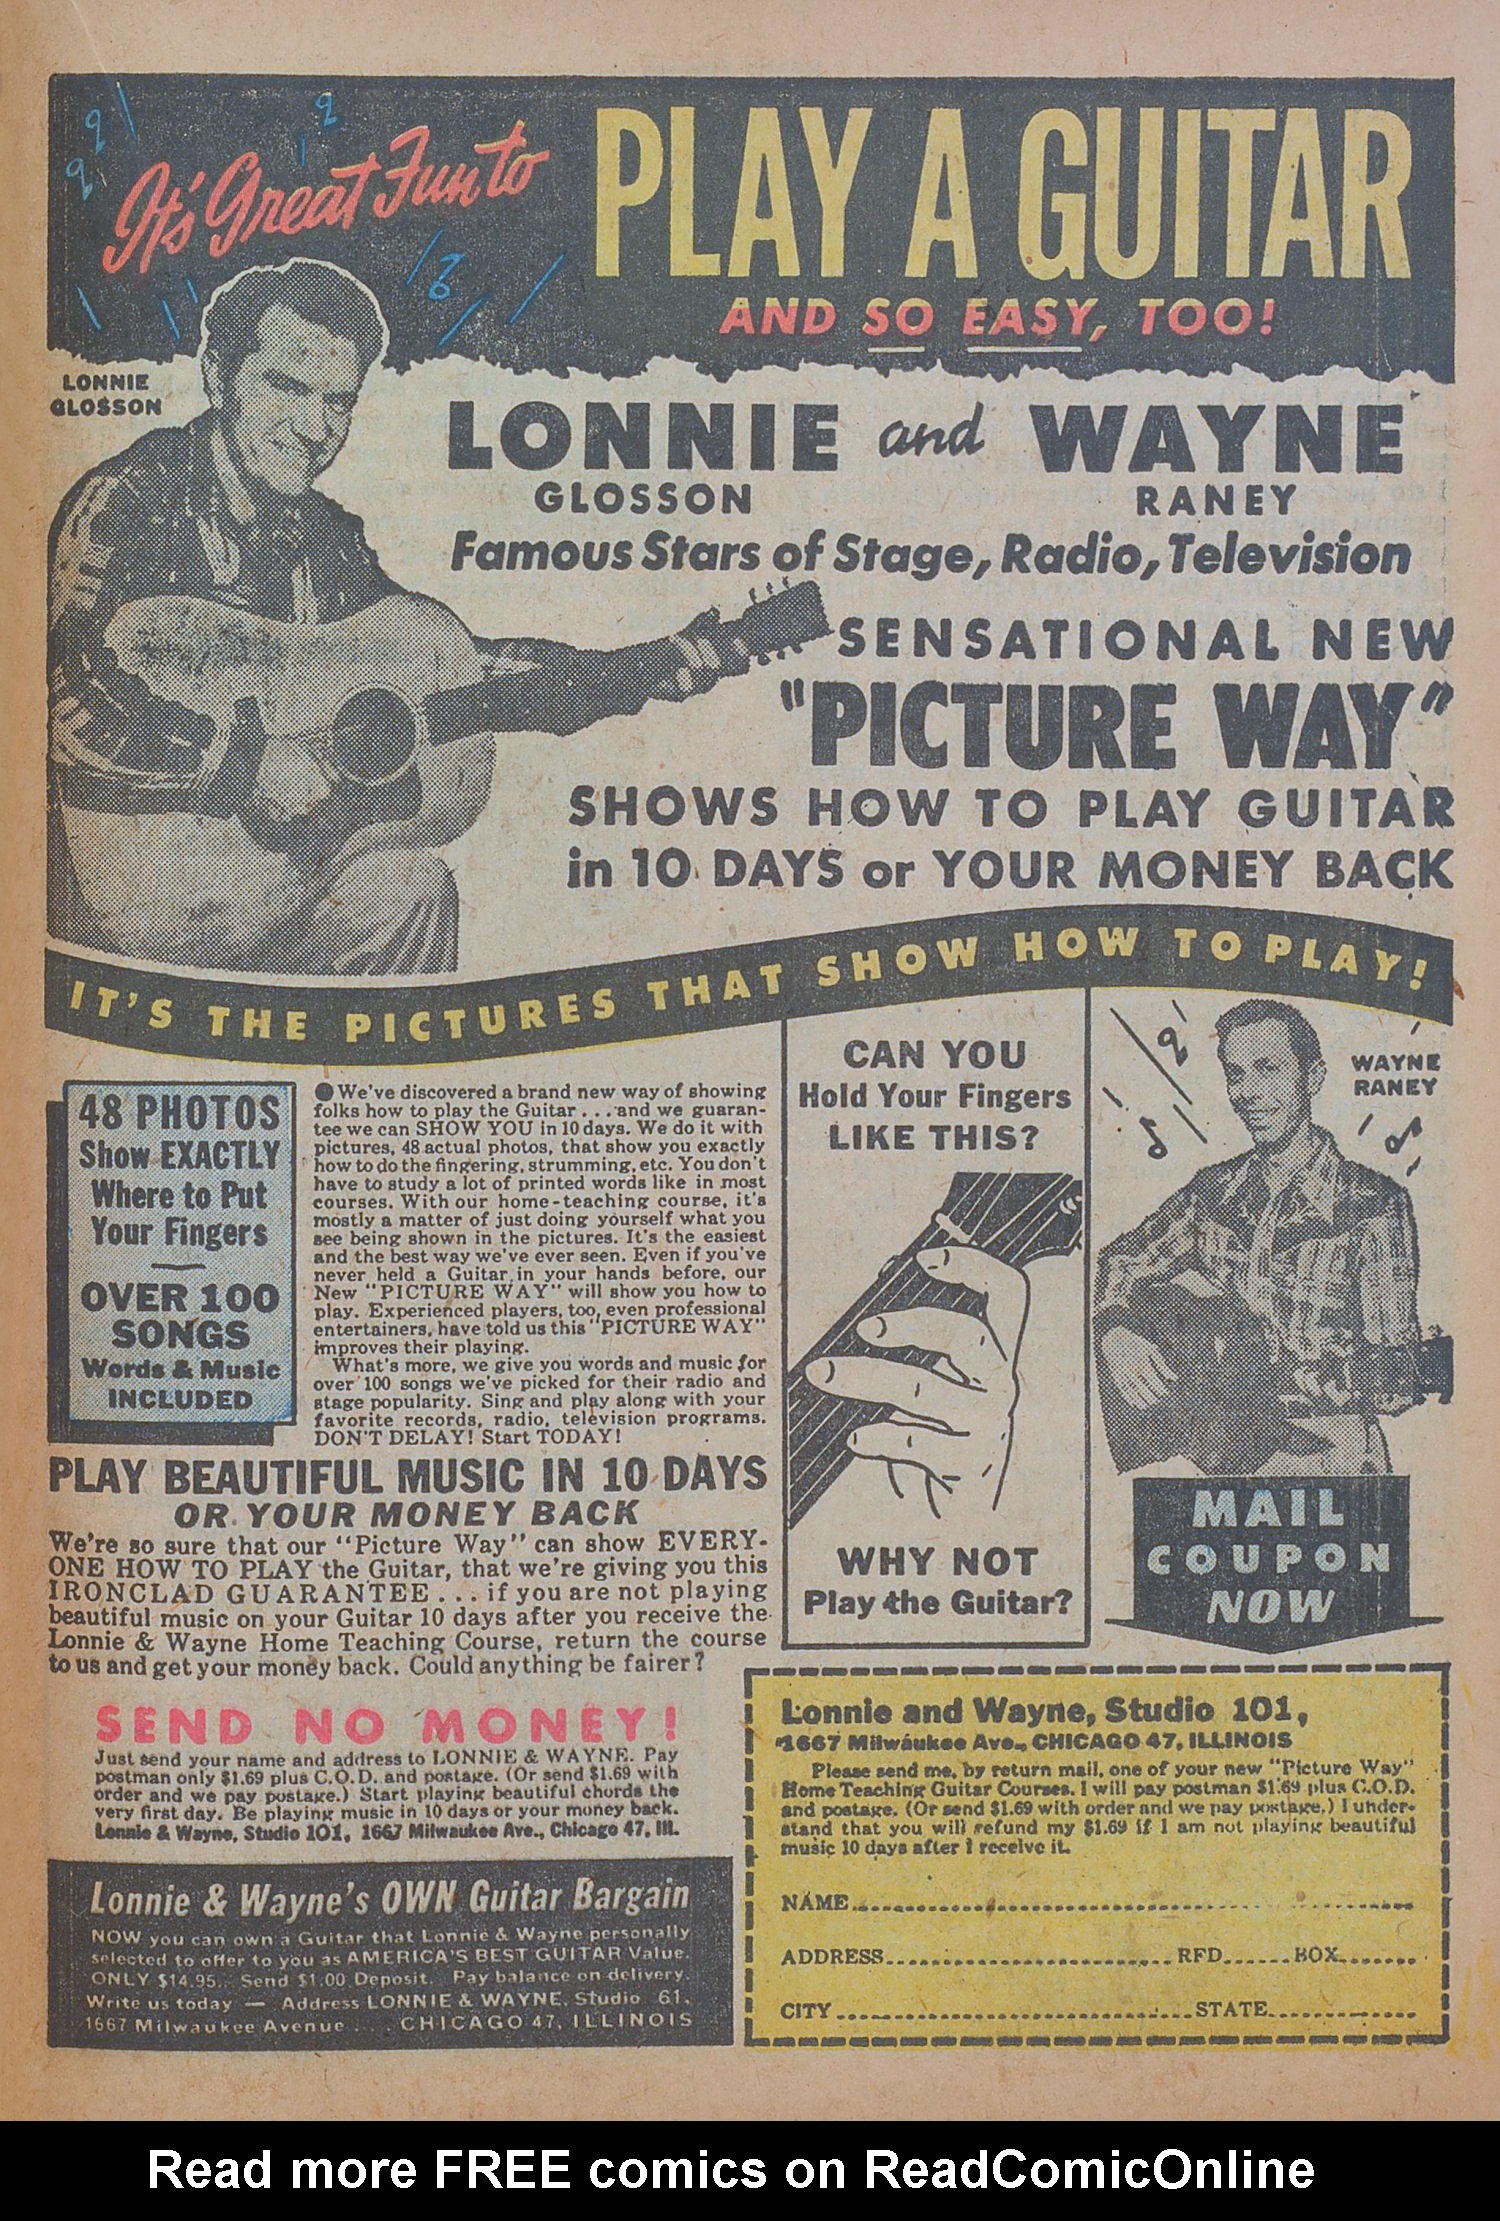 It's Great Fun to
PLAY A GUITAR
AND SO EASY, TOO!
LONNIE
GLOSSON
LONNIE and WAYNE
GLOSSON RANEY
Famous Stars of Stage, Radio, Television
SENSATIONAL NEW
"PICTURE WAY"
SHOWS HOW TO PLAY GUITAR
in 10 DAYS or YOUR MONEY BACK
IT'S THE PICTURES THAT SHOW HOW TO PLAY!
48 PHOTOS
Show EXACTLY
Where to Put
Your Fingers
OVER 100
SONGS
Words & Music
INCLUDED
●We've discovered a brand new way of showing
folks how to play the Guitar . . . and we guaran-
tee we can SHOW YOU in 10 days. We do it with
pictures, 48 actual photos, that show you exactly
how to do the fingering, strumming, etc. You don't
have to study a lot of printed words like in most
courses. With our home-teaching course, it's
mostly a matter of just doing yourself what you
see being shown in the pictures. It's the easiest
and the best way we've ever seen. Even if you've
never held a Guitar in your hands before, our
New "PICTURE WAY" will show you how to
play. Experienced players, too, even professional
entertainers, have told us this "PICTURE WAY"
improves their playing.
What's more, we give you words and music for
over 100 songs we've picked for their radio and
stage popularity. Sing and play along with your
favorite records, radio, television programs.
DON'T DELAY! Start TODAY!
CAN YOU
Hold Your Fingers
LIKE THIS?
WHY NOT
Play the Guitar?
WAYNE
RANEY
MAIL
COUPON
NOW
PLAY BEAUTIFUL MUSIC IN 10 DAYS
OR YOUR MONEY BACK
We're so sure that our "Picture Way" can show EVERY-
ONE HOW TO PLAY the Guitar, that we're giving you this
IRONCLAD GUARANTEE . . . if you are not playing
beautiful music on your Guitar 10 days after you receive the
Lonnie & Wayne Home Teaching Course, return the course
to us and get your money back. Could anything be fairer?
SEND NO MONEY!
Just send your name and address to LONNIE & WAYNE. Pay
postman only $1.69 plus C.O.D. and postage. (Or send $1.69 with
order and we pay postage.) Start playing beautiful chords the
very first day. Be playing music in 10 days or your money back.
Lonnie & Wayne, Studio 101, 1667 Milwaukee Ave., Chicago 47, Ill.
Lonnie & Wayne's OWN Guitar Bargain
NOW you can own a Guitar that Lonnie & Wayne personally
selected to offer to you as AMERICA'S BEST GUITAR Value.
ONLY $14.95. Send $1.00 Deposit. Pay balance on delivery.
Write us today — Address LONNIE & WAYNE, Studio 61,
1667 Milwaukee Avenue . . . . CHICAGO 47, ILLINOIS
Lonnie and Wayne, Studio 101,
1667 Milwaukee Ave., CHICAGO 47, ILLINOIS
Please send me, by return mail, one of your new "Picture Way"
Home Teaching Guitar Courses. I will pay postman $1.69 plus C.O.D.
and postage. (Or send $1.69 with order and we pay postage.) I under-
stand that you will refund my $1.69 if I am not playing beautiful
music 10 days after I receive it.
NAME
ADDRESS RFD BOX
CITY STATE
Read more FREE comics on ReadComicOnline